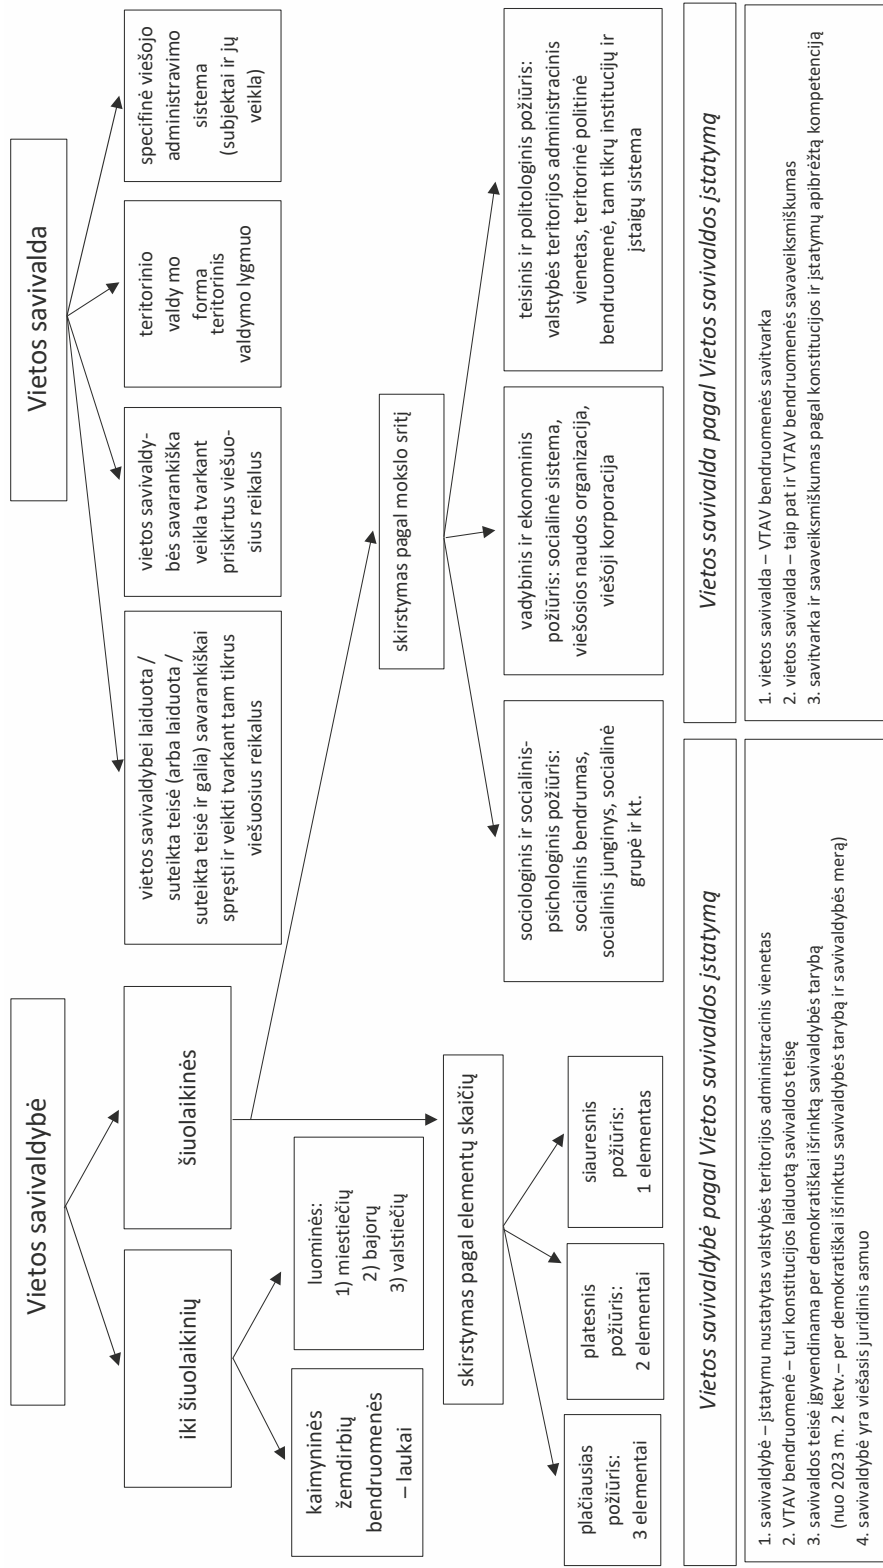 Vietos savivaldybė
iki šiuolaikinių
šiuolaikinės
kaimyninės
žemdirbių
bendruomenės
– laukai
luominės:
1) miestiečių
2) bajorų
3) valstiečių
skirstymas pagal elementų skaičių
plačiausias
požiūris:
3 elementai
platesnis
požiūris:
2 elementai
siauresnis
požiūris:
1 elementas
Vietos savivalda
vietos savivaldybei laiduota /
suteikta teisė (arba laiduota /
suteikta teisė ir galia) savarankiškai
spręsti ir veikti tvarkant tam tikrus
viešuosius reikalus
vietos savivaldy-
bės savarankiška
veikla tvarkant
priskirtus viešuo-
sius reikalus
teritorinio
valdy mo
forma
teritorinis
valdymo lygmuo
specifinė viešojo
administravimo
sistema
(subjektai ir jų
veikla)
skirstymas pagal mokslo sritį
sociologinis ir socialinis-
psichologinis požiūris:
socialinis bendrumas,
socialinis junginys, socialinė
grupė ir kt.
vadybinis ir ekonominis
požiūris: socialinė sistema,
viešosios naudos organizacija,
viešoji korporacija
teisinis ir politologinis požiūris:
valstybės teritorijos administracinis
vienetas, teritorinė politinė
bendruomenė, tam tikrų institucijų ir
įstaigų sistema
Vietos savivaldybė pagal Vietos savivaldos įstatymą
1. savivaldybė – įstatymu nustatytas valstybės teritorijos administracinis vienetas
2. VTAV bendruomenė – turi konstitucijos laiduotą savivaldos teisę
3. savivaldos teisė įgyvendinama per demokratiškai išrinktą savivaldybės tarybą
(nuo 2023 m. 2 ketv.– per demokratiškai išrinktus savivaldybės tarybą ir savivaldybės merą)
4. savivaldybė yra viešasis juridinis asmuo
Vietos savivalda pagal Vietos savivaldos įstatymą
1. vietos savivalda – VTAV bendruomenės savitvarka
2. vietos savivalda – taip pat ir VTAV bendruomenės savaveiksmiškumas
3. savitvarka ir savaveiksmiškumas pagal konstitucijos ir įstatymų apibrėžtą kompetenciją